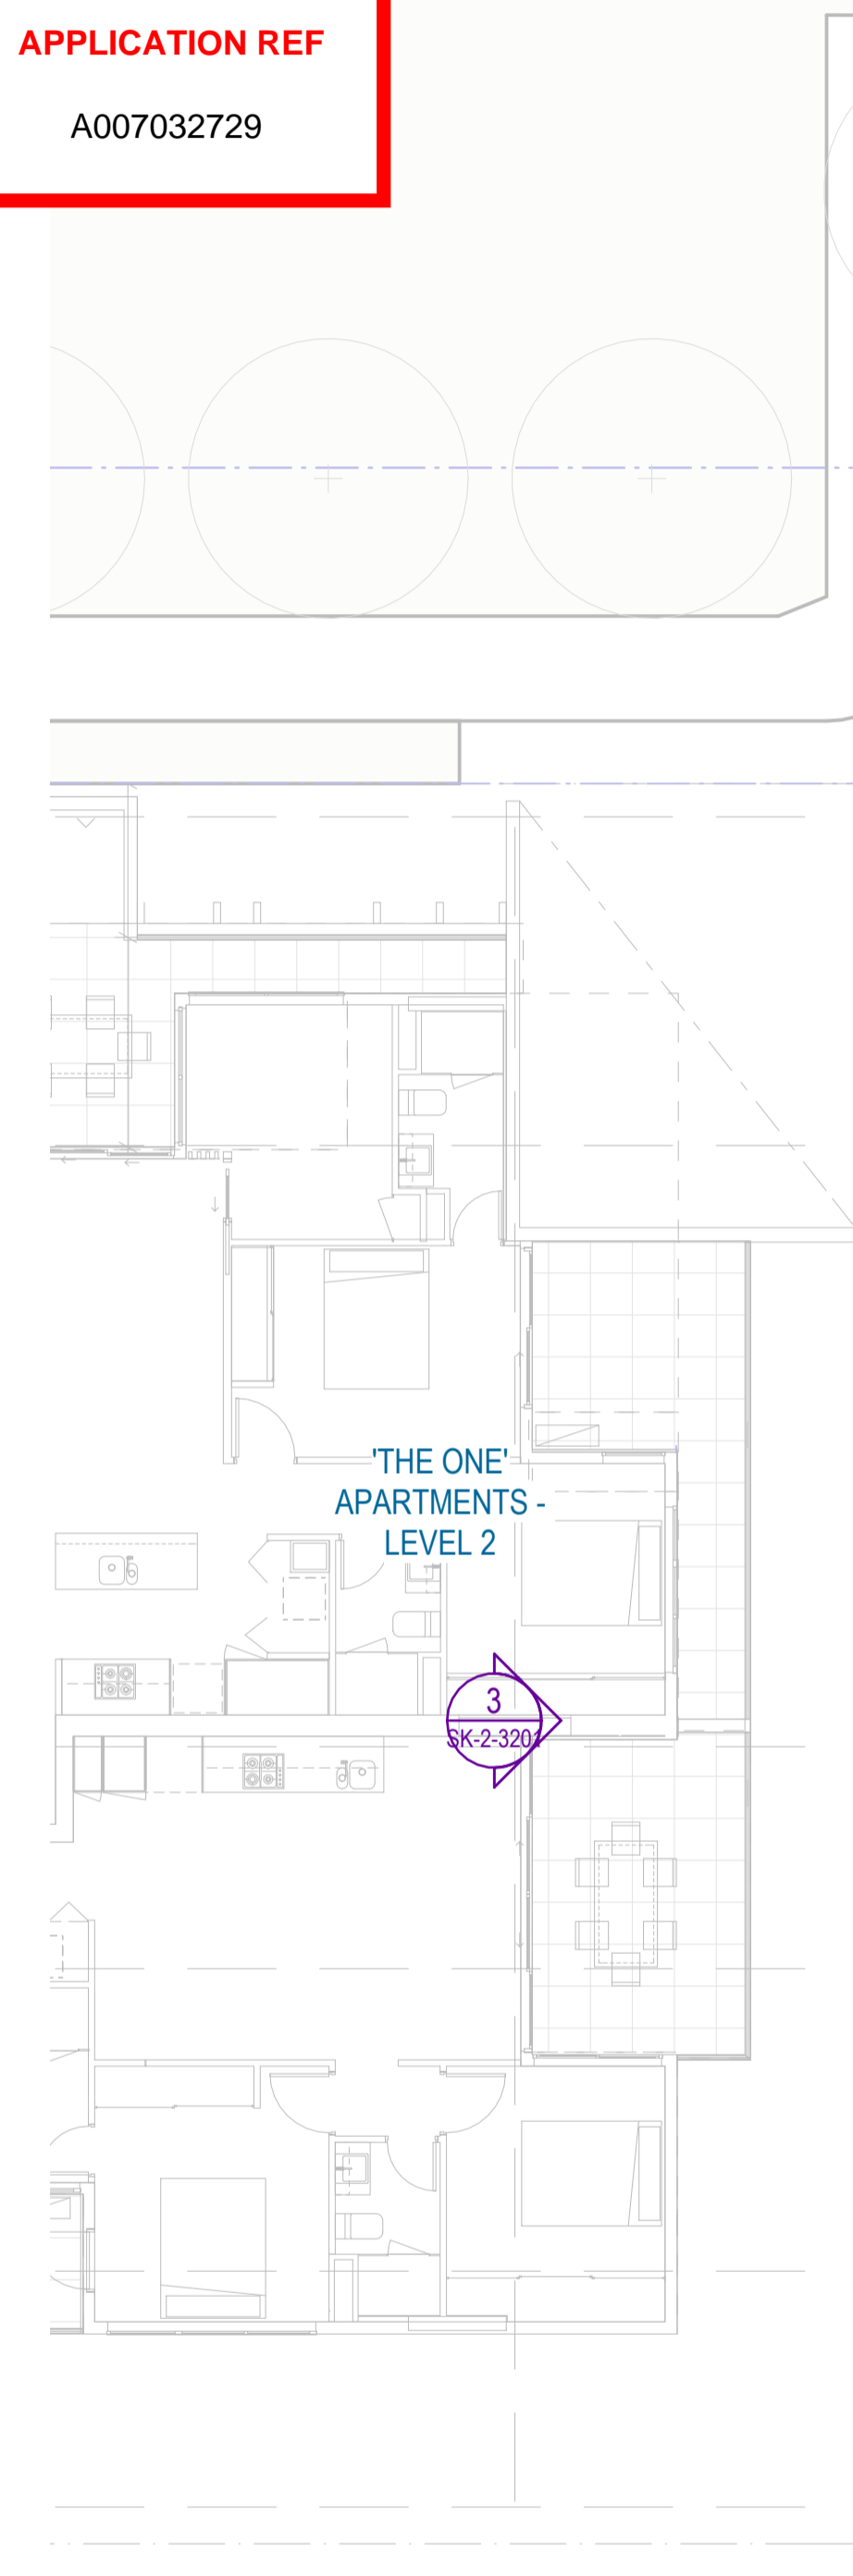 APPLICATION REF
A007032729
'THE ONE'
APARTMENTS -
LEVEL 2
3
SK-2-3201